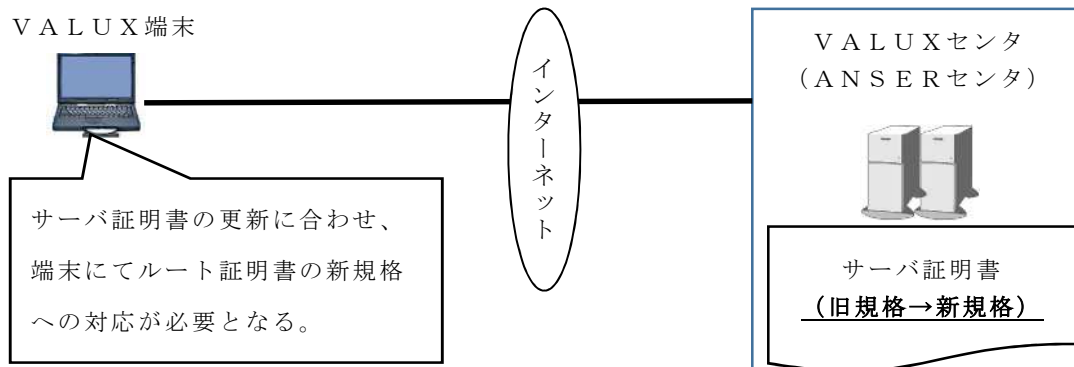 ＶＡＬＵＸ端末
インターネット
ＶＡＬＵＸセンタ
（ＡＮＳＥＲセンタ）
サーバ証明書の更新に合わせ、
端末にてルート証明書の新規格
への対応が必要となる。
サーバ証明書
（旧規格→新規格）